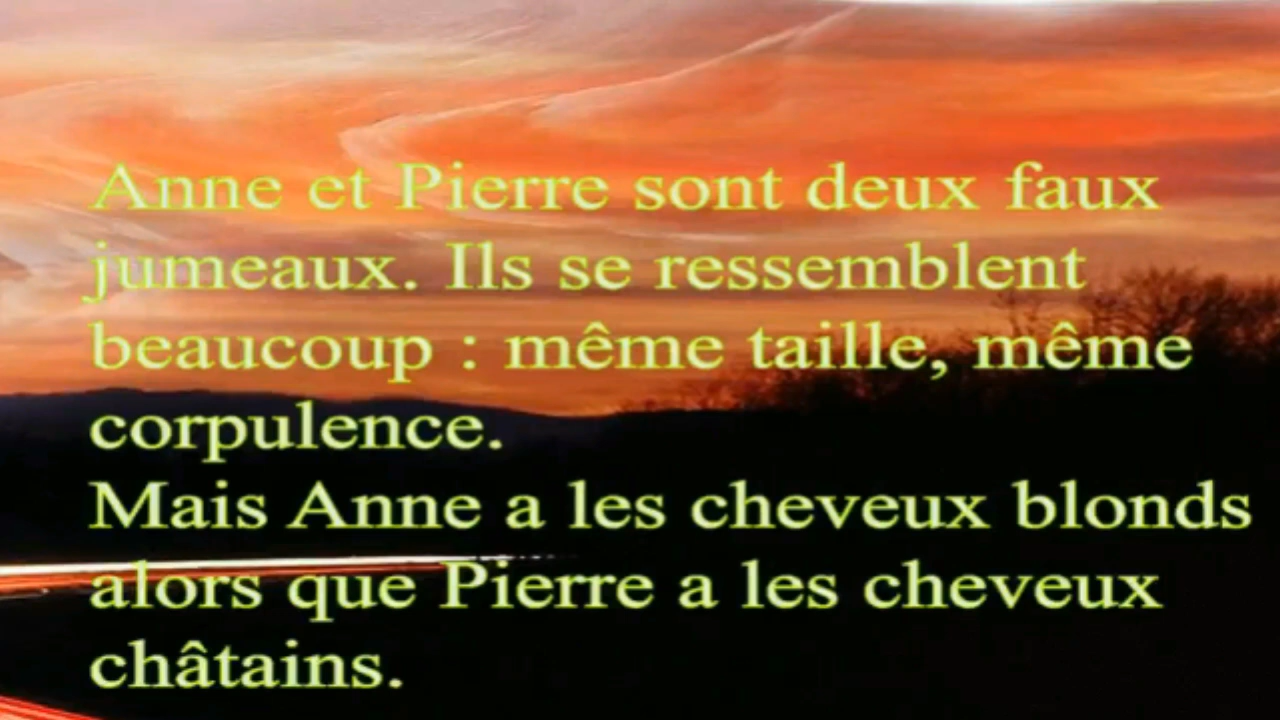 Anne et Pierre sont deux faux
jumeaux. Ils se ressemblent
beaucoup : même taille, même
corpulence.
Mais Anne a les cheveux blonds
alors que Pierre a les cheveux
châtains.